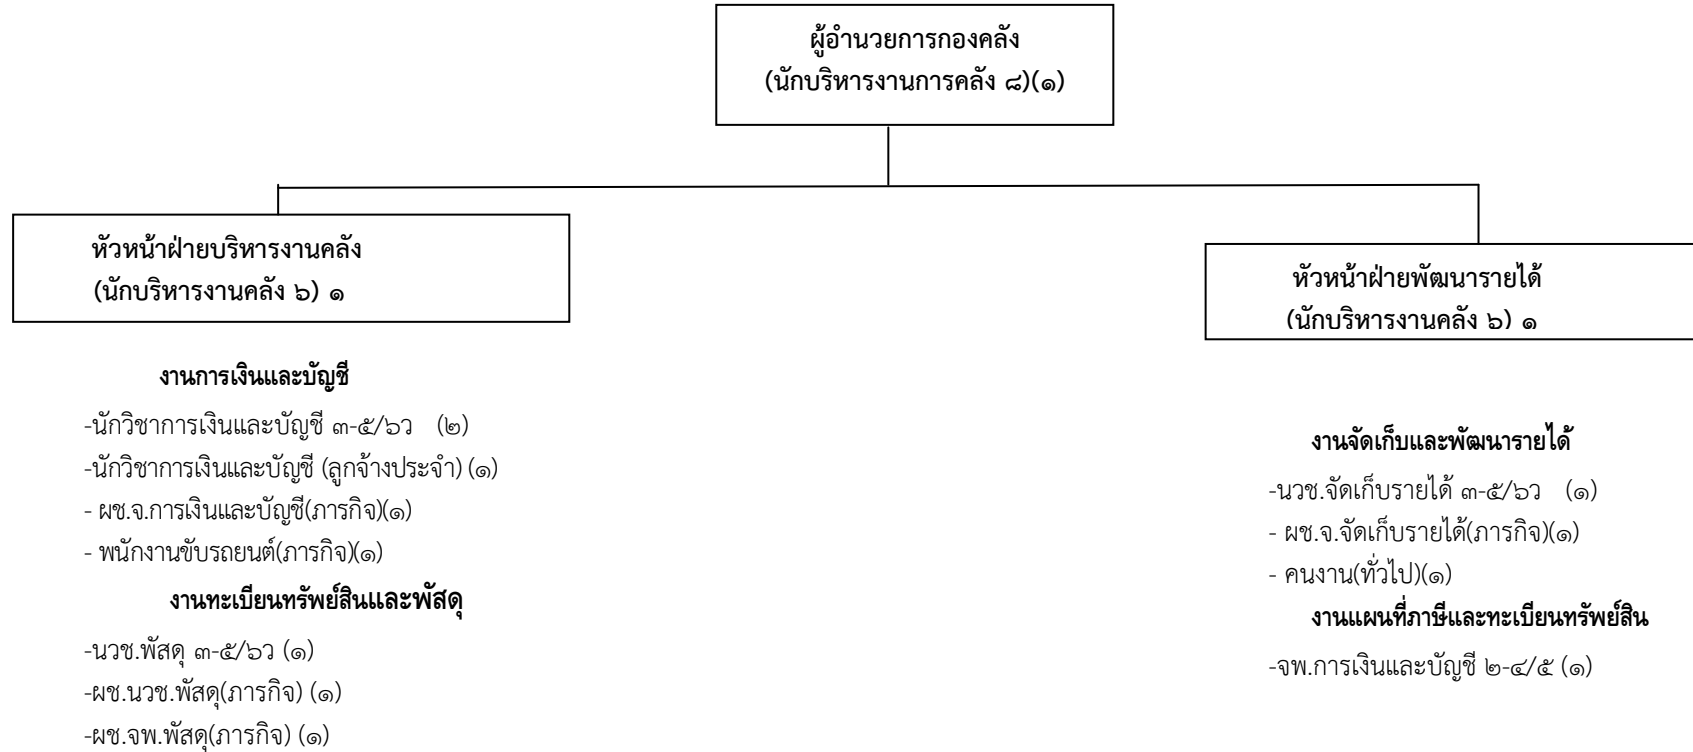 ผู้อำนวยการกองคลัง
(นักบริหารงานการคลัง ๘)(๑)
หัวหน้าฝ่ายบริหารงานคลัง
(นักบริหารงานคลัง ๖) ๑
งานการเงินและบัญชี
-นักวิชาการเงินและบัญชี ๓-๕/๖ว (๒)
-นักวิชาการเงินและบัญชี (ลูกจ้างประจำ) (๑)
- ผช.จ.การเงินและบัญชี(ภารกิจ)(๑)
- พนักงานขับรถยนต์(ภารกิจ)(๑)
งานทะเบียนทรัพย์สินและพัสดุ
-นวช.พัสดุ ๓-๕/๖ว (๑)
-ผช.นวช.พัสดุ(ภารกิจ) (๑)
-ผช.จพ.พัสดุ(ภารกิจ) (๑)
หัวหน้าฝ่ายพัฒนารายได้
(นักบริหารงานคลัง ๖) ๑
งานจัดเก็บและพัฒนารายได้
-นวช.จัดเก็บรายได้ ๓-๕/๖ว (๑)
- ผช.จ.จัดเก็บรายได้(ภารกิจ)(๑)
- คนงาน(ทั่วไป)(๑)
งานแผนที่ภาษีและทะเบียนทรัพย์สิน
-จพ.การเงินและบัญชี ๒-๔/๕ (๑)